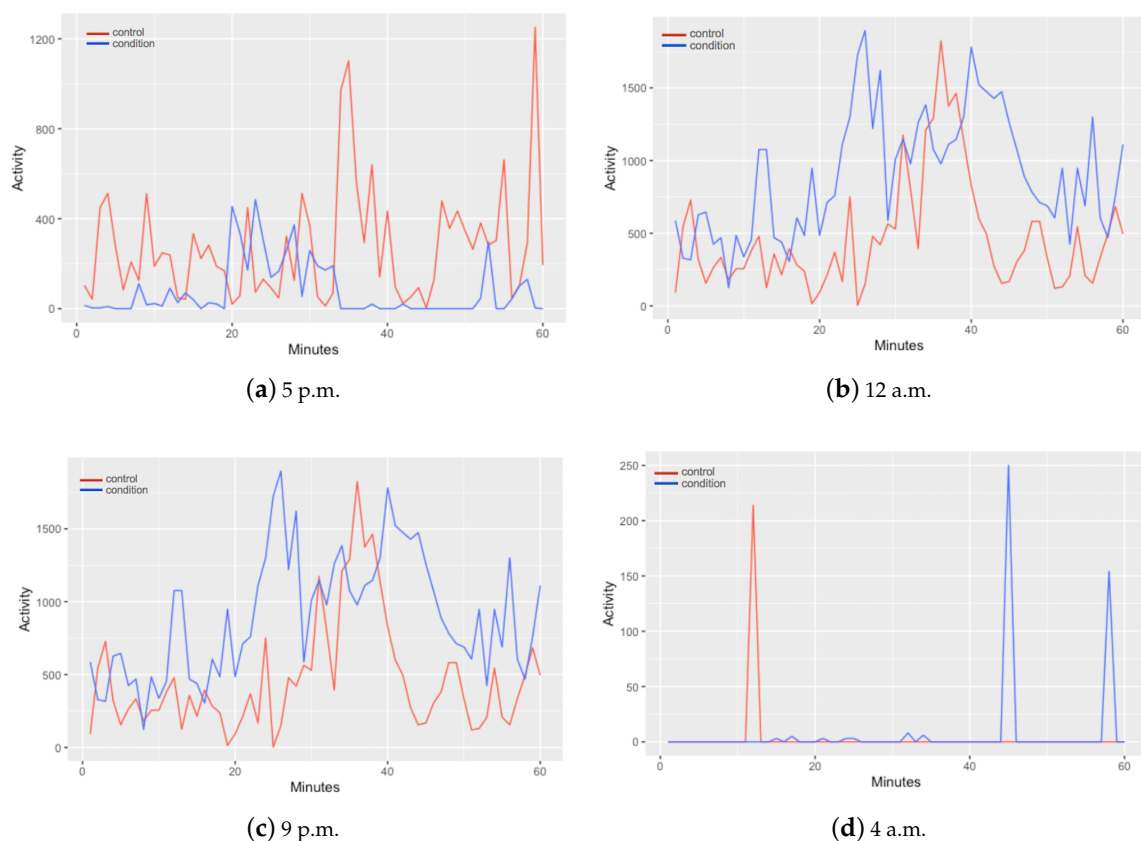 control
condition
1200
800
400
0
Activity
0 20 40 60
Minutes
(a) 5 p.m.
control
condition
1500
1000
500
0
Activity
0 20 40 60
Minutes
(b) 12 a.m.
control
condition
1500
1000
500
0
Activity
0 20 40 60
Minutes
(c) 9 p.m.
control
condition
250
200
150
100
50
0
Activity
0 20 40 60
Minutes
(d) 4 a.m.